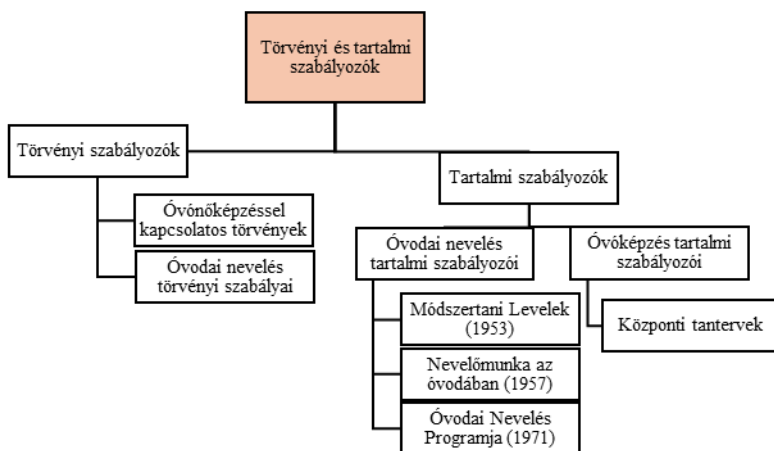 Törvényi és tartalmi
szabályozók
Törvényi szabályozók
Tartalmi szabályozók
Óvónőképzéssel
kapcsolatos törvények
Óvodai nevelés
törvényi szabályai
Óvodai nevelés
tartalmi szabályozói
Óvóképzés tartalmi
szabályozói
Módszertani Levelek
(1953)
Nevelőmunka az
óvodában (1957)
Óvodai Nevelés
Programja (1971)
Központi tantervek